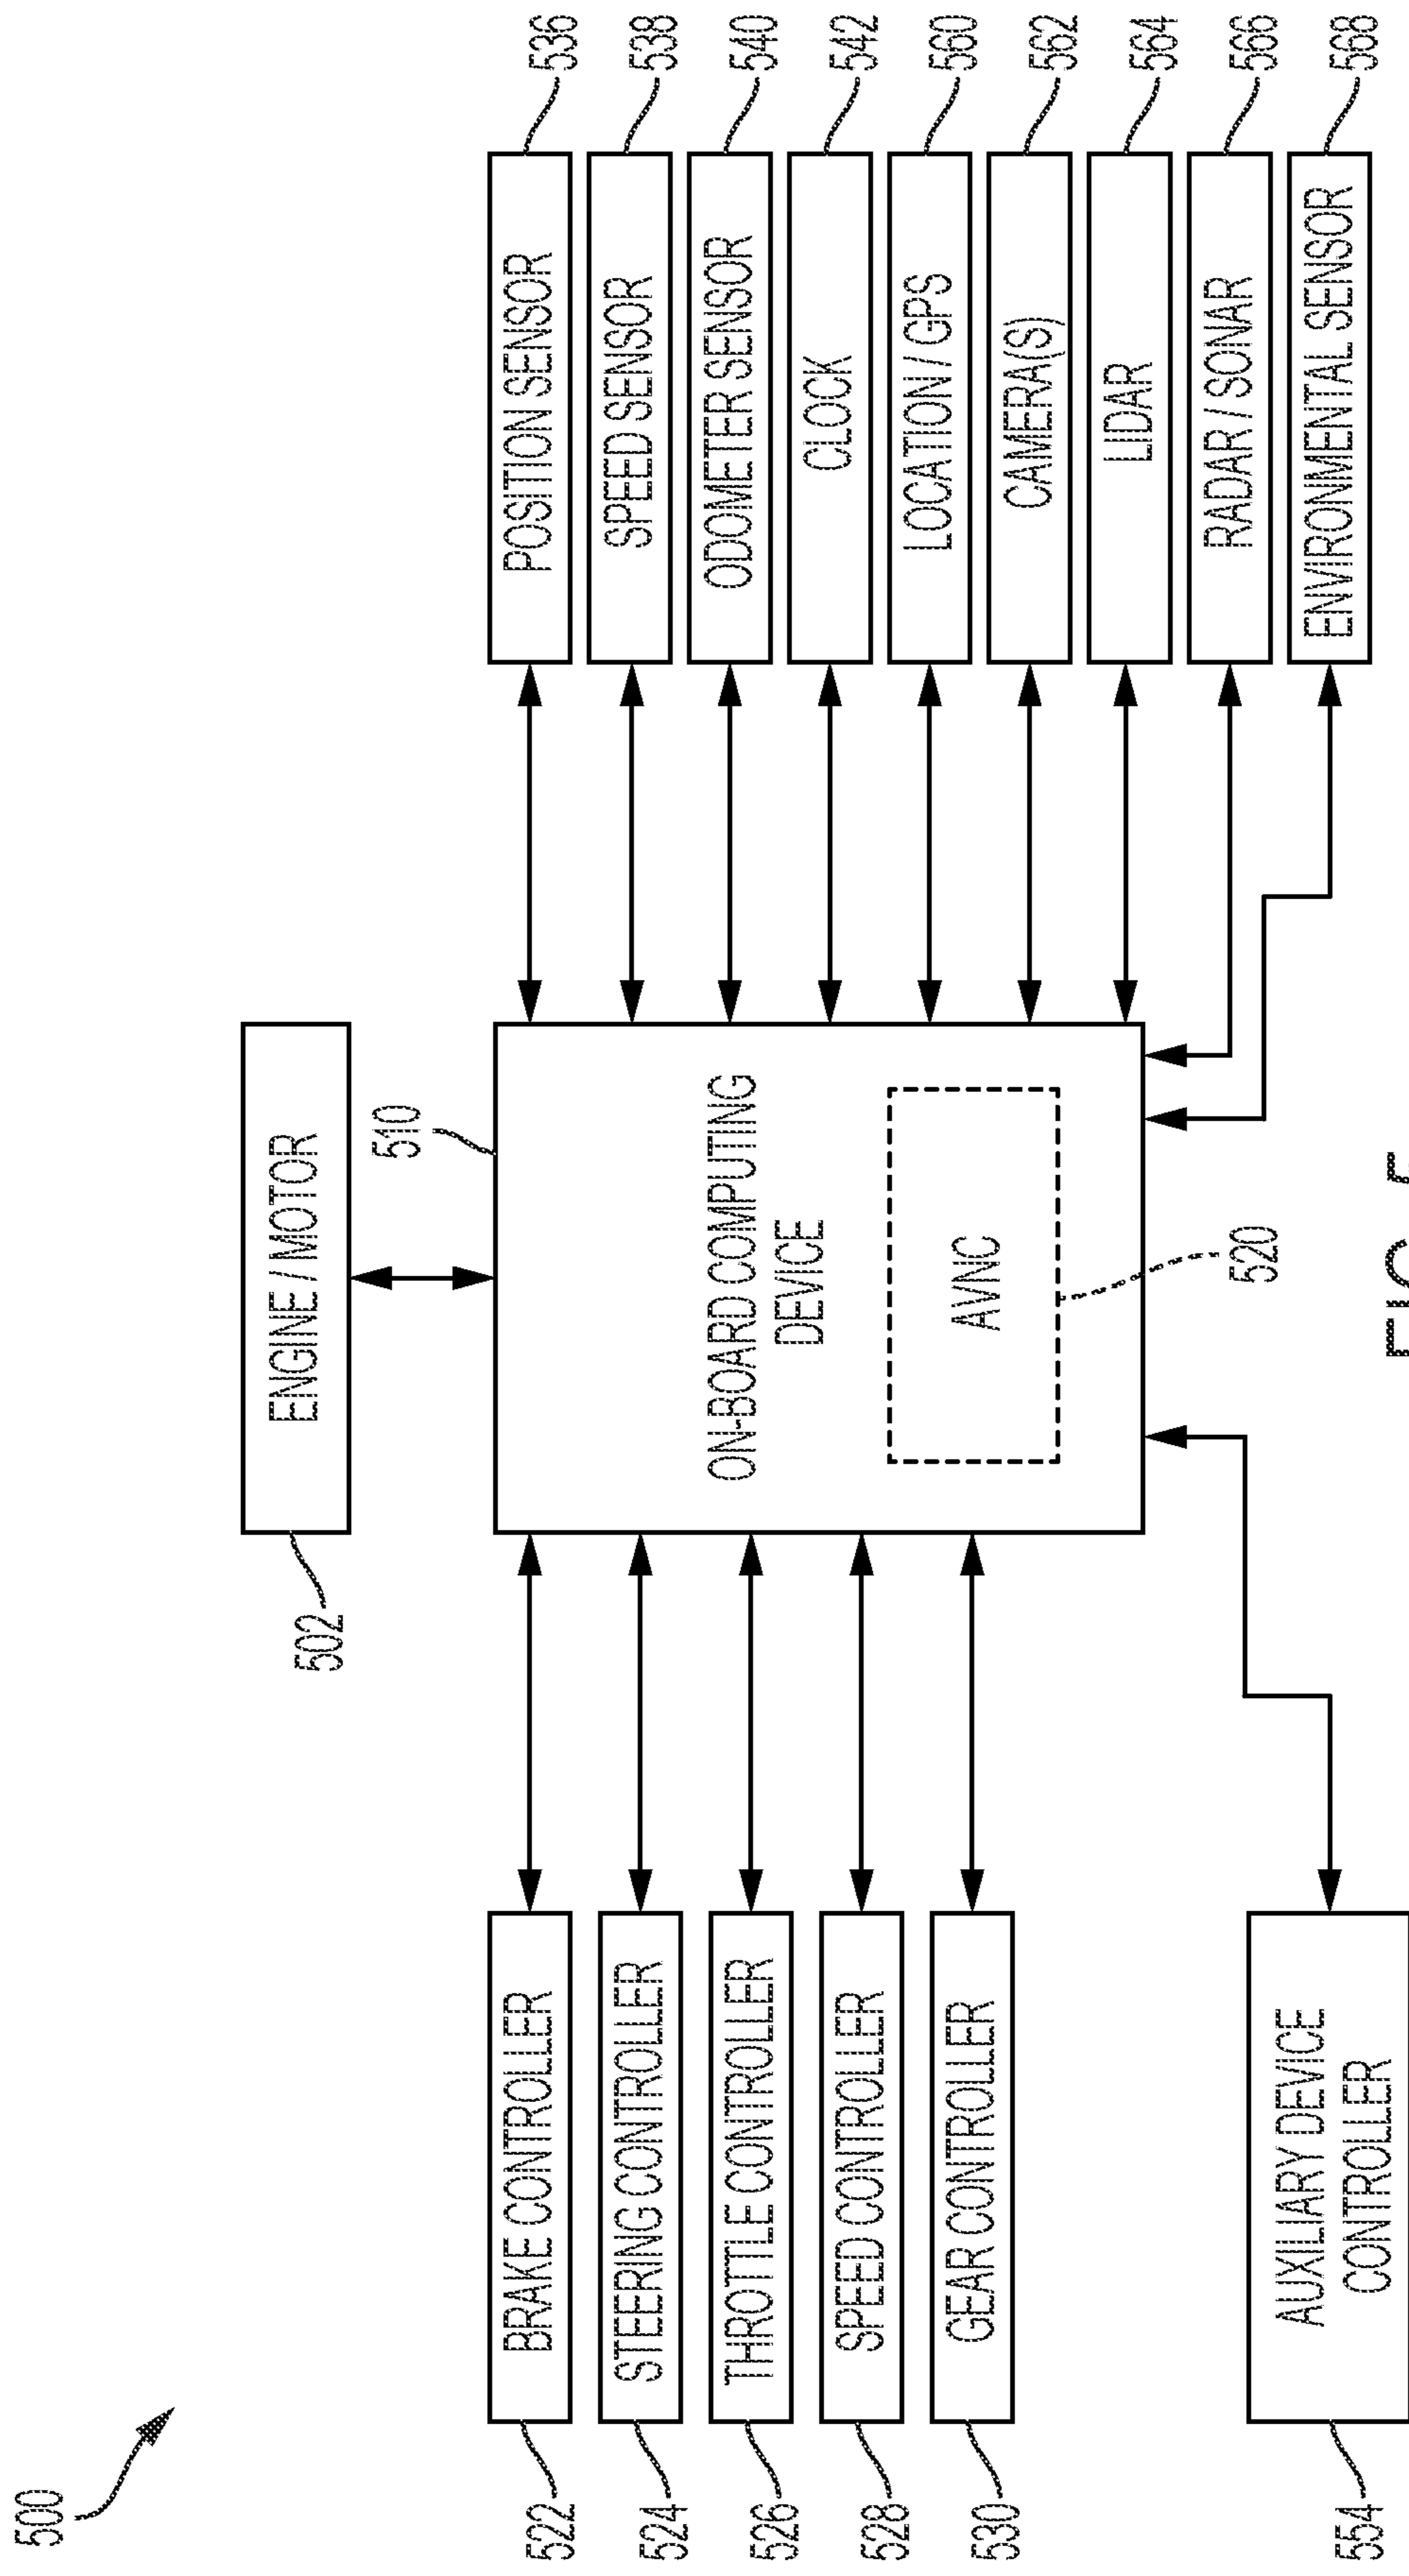 500
ENGINE / MOTOR
502
510
BRAKE CONTROLLER
522
STEERING CONTROLLER
524
THROTTLE CONTROLLER
526
SPEED CONTROLLER
528
GEAR CONTROLLER
530
ON-BOARD COMPUTING
DEVICE
AVNC
520
POSITION SENSOR
536
SPEED SENSOR
538
ODOMETER SENSOR
540
CLOCK
542
LOCATION / GPS
560
CAMERA(S)
562
LIDAR
564
RADAR / SONAR
566
ENVIRONMENTAL SENSOR
568
AUXILIARY DEVICE
CONTROLLER
554